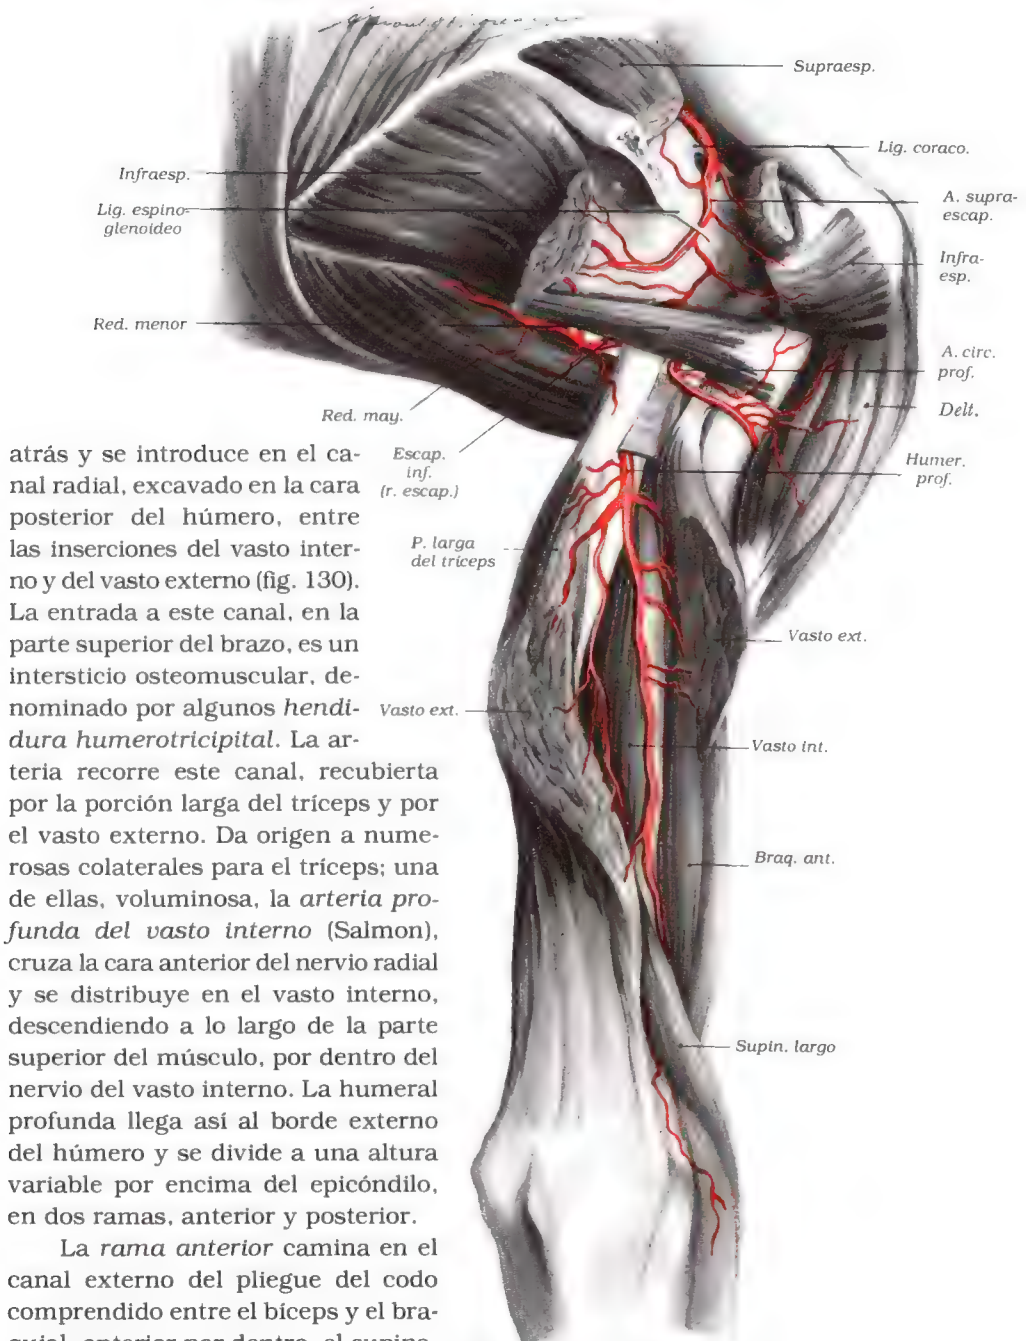 Supraesp.
Lig. coraco.
Infraesp.
A. supra-
escap.
Lig. espino-
glenoideo
Infra-
esp.
Red. menor
A. circ.
prof.
Delt.
Red. may.
Escap.
inf.
(r. escap.)
Humer.
prof.
P. larga
del tríceps
Vasto ext.
Vasto ext.
Vasto int.
Braq. ant.
Supin. largo
atrás y se introduce en el ca-
nal radial, excavado en la cara
posterior del húmero, entre
las inserciones del vasto inter-
no y del vasto externo (fig. 130).
La entrada a este canal, en la
parte superior del brazo, es un
intersticio osteomuscular, de-
nominado por algunos hendi-
dura humerotricipital. La ar-
teria recorre este canal, recubierta
por la porción larga del tríceps y por
el vasto externo. Da origen a nume-
rosas colaterales para el tríceps; una
de ellas, voluminosa, la arteria pro-
funda del vasto interno (Salmon),
cruza la cara anterior del nervio radial
y se distribuye en el vasto interno,
descendiendo a lo largo de la parte
superior del músculo, por dentro del
nervio del vasto interno. La humeral
profunda llega así al borde externo
del húmero y se divide a una altura
variable por encima del epicóndilo,
en dos ramas, anterior y posterior.
La rama anterior camina en el
canal externo del pliegue del codo
comprendido entre el bíceps y el bra-
quial anterior por dentro, el supina-